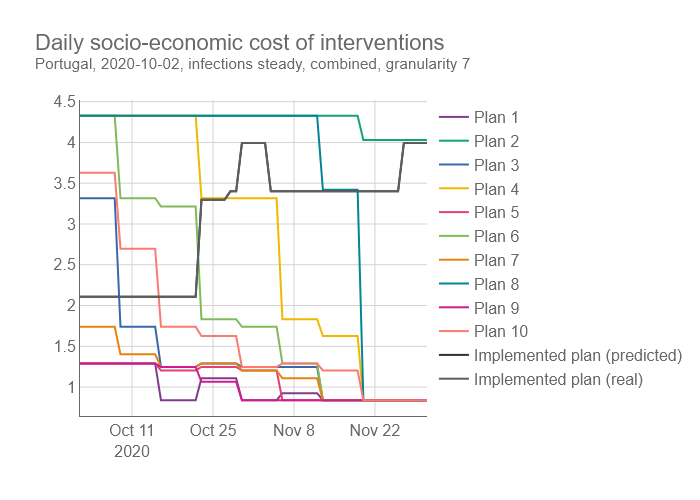 Daily socio-economic cost of interventions
Portugal, 2020-10-02, infections steady, combined, granularity 7
4.5
4
3.5
3
2.5
2
1.5
1
Oct 11
2020
Oct 25
Nov 8
Nov 22
Plan 1
Plan 2
Plan 3
Plan 4
Plan 5
Plan 6
Plan 7
Plan 8
Plan 9
Plan 10
Implemented plan (predicted)
Implemented plan (real)